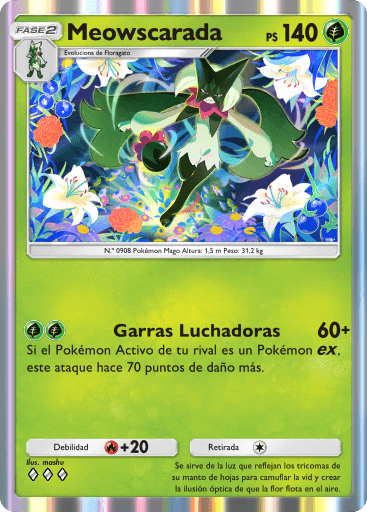 FASE 2 Meowscarada PS 140
Evoluciona de Floragato
N.º 0908 Pokémon Mago Altura: 1,5 m Peso: 31,2 kg
Garras Luchadoras 60+
Si el Pokémon Activo de tu rival es un Pokémon ex,
este ataque hace 70 puntos de daño más.
Debilidad +20 Retirada
Ilus. mashu
Se sirve de la luz que reflejan los tricomas de
su manto de hojas para camuflar la vid y crear
la ilusión óptica de que la flor flota en el aire.